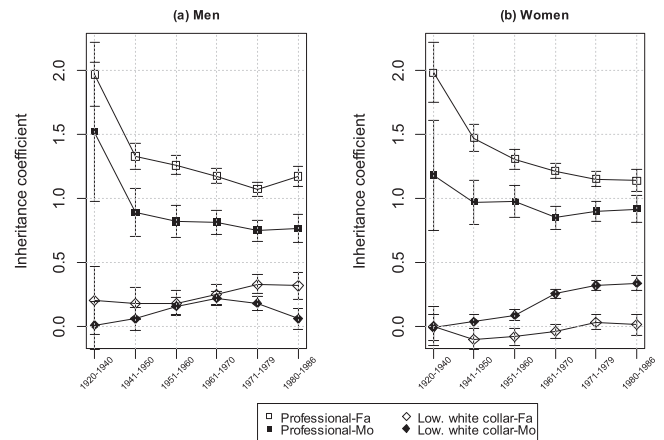 (a) Men
(b) Women
Inheritance coefficient
2.0
1.5
1.0
0.5
0.0
1920-1940
1941-1950
1951-1960
1961-1970
1971-1979
1980-1986
Inheritance coefficient
2.0
1.5
1.0
0.5
0.0
1920-1940
1941-1950
1951-1960
1961-1970
1971-1979
1980-1986
Professional-Fa
Professional-Mo
Low. white collar-Fa
Low. white collar-Mo